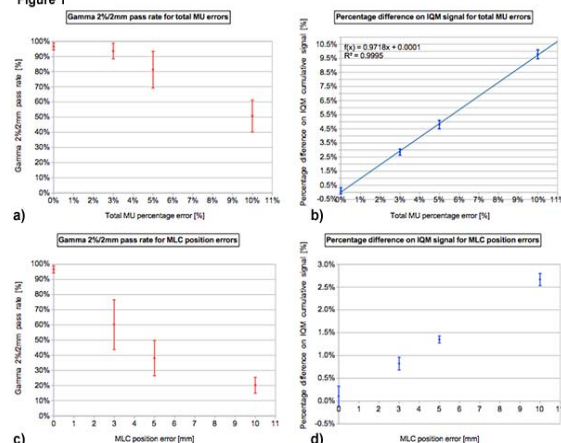 Figure 1
Gamma 2%/2mm pass rate for total MU errors
Gamma 2%/2mm pass rate [%]
100%
90%
80%
70%
60%
50%
40%
30%
20%
10%
0%
0% 1% 2% 3% 4% 5% 6% 7% 8% 9% 10% 11%
Total MU percentage error [%]
a)
Percentage difference on IQM signal for total MU errors
Percentage difference on IQM cumulative signal [%]
f(x) = 0.9718x + 0.0001
R² = 0.9995
10.5%
9.5%
8.5%
7.5%
6.5%
5.5%
4.5%
3.5%
2.5%
1.5%
0.5%
-0.5%
0% 1% 2% 3% 4% 5% 6% 7% 8% 9% 10% 11%
Total MU percentage error [%]
b)
Gamma 2%/2mm pass rate for MLC position errors
Gamma 2%/2mm pass rate [%]
100%
90%
80%
70%
60%
50%
40%
30%
20%
10%
0%
0 1 2 3 4 5 6 7 8 9 10 11
MLC position error [mm]
c)
Percentage difference on IQM signal for MLC position errors
Percentage difference on IQM cumulative signal [%]
3.0%
2.5%
2.0%
1.5%
1.0%
0.5%
0.0%
0 1 2 3 4 5 6 7 8 9 10 11
MLC position error [mm]
d)